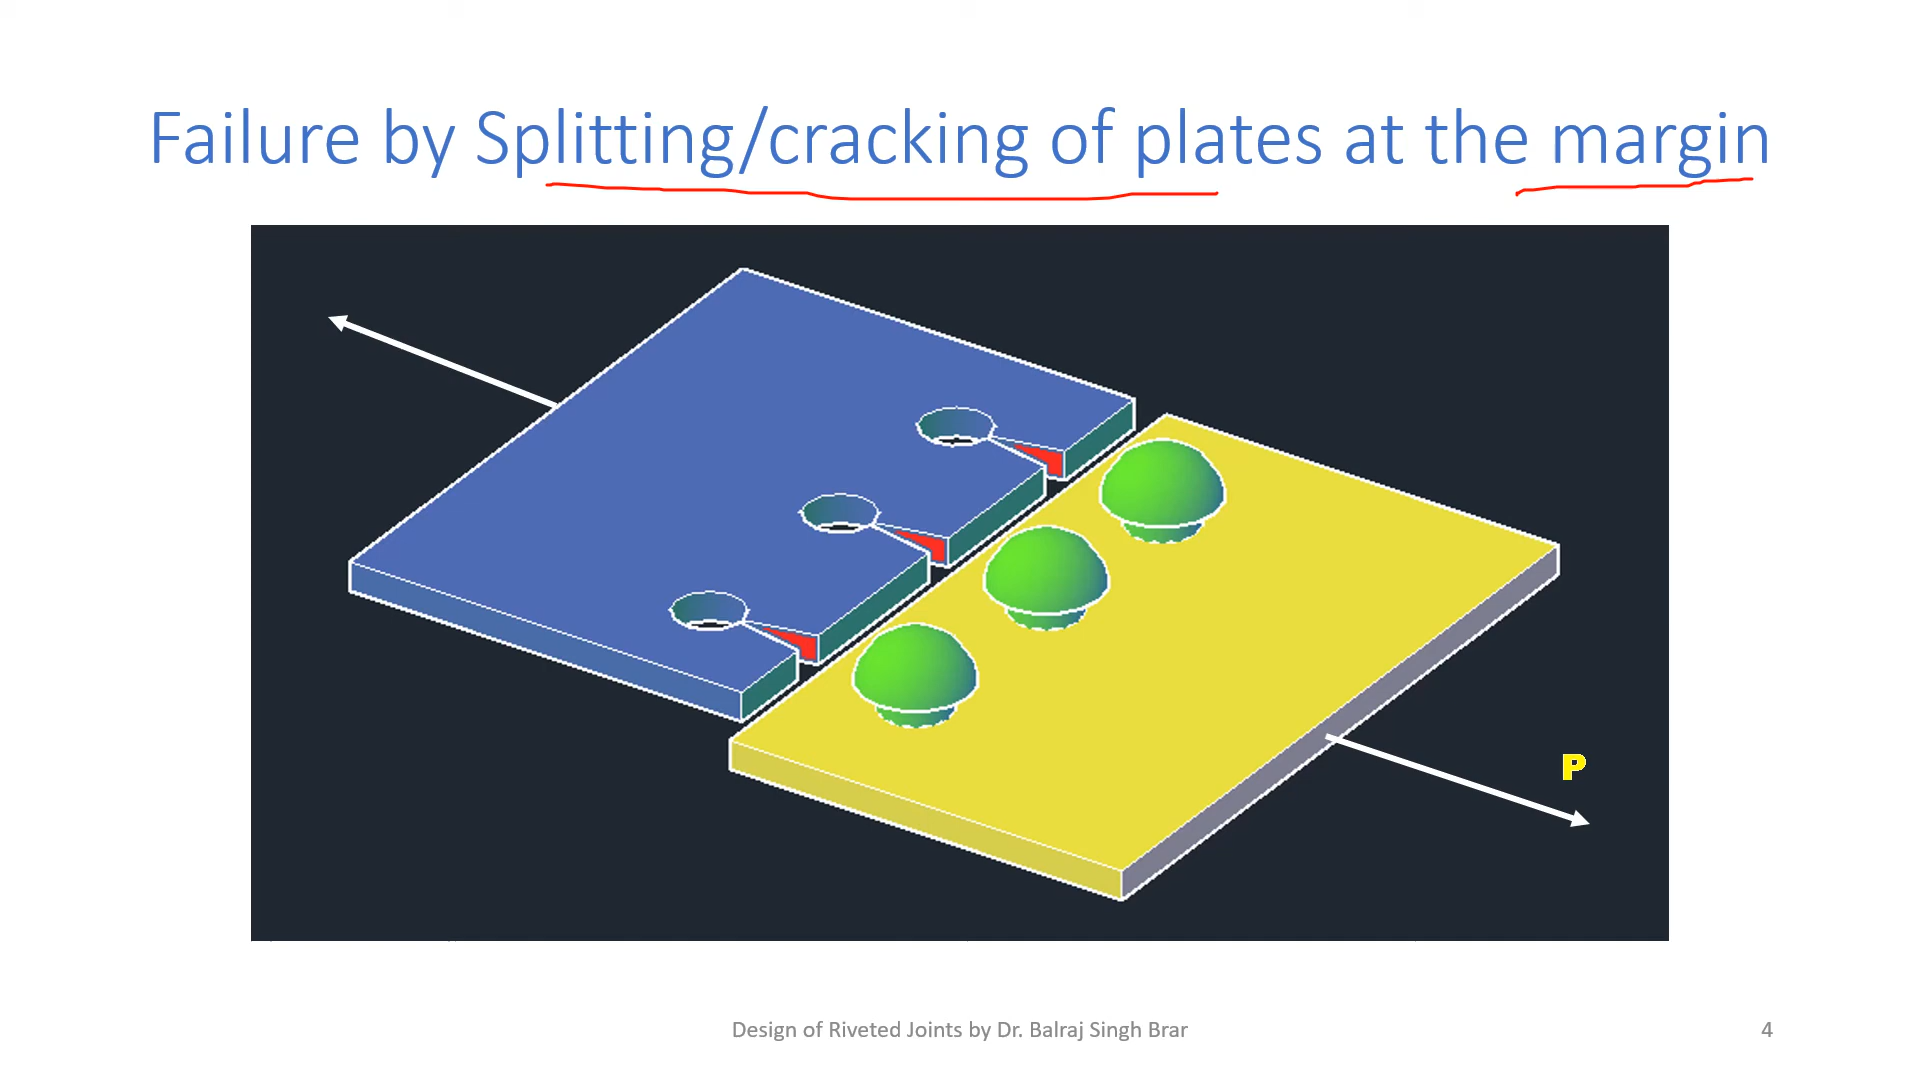 Failure by Splitting/cracking of plates at the margin
P
Design of Riveted Joints by Dr. Balraj Singh Brar
4